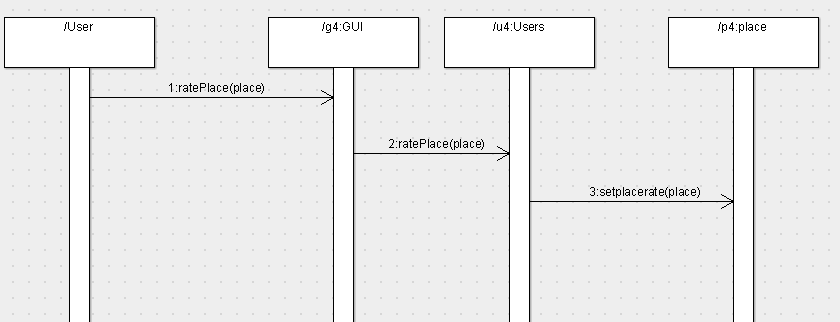 /User
/g4:GUI
/u4:Users
/p4:place
1:ratePlace(place)
2:ratePlace(place)
3:setplacerate(place)